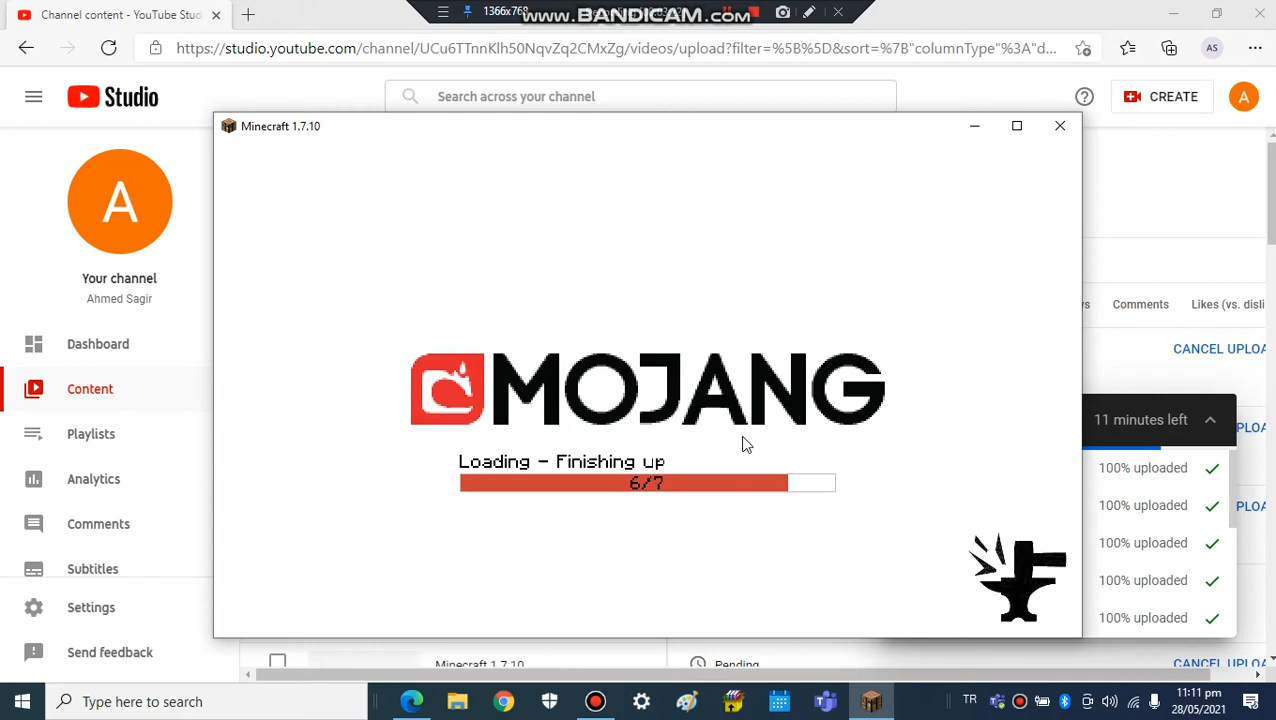 Channel content - YouTube Stud
1366x768
www.BANDICAM.com
https://studio.youtube.com/channel/UCu6TTnnKlh50NqvZq2CMxZg/videos/upload?filter=%5B%5D&sort=%7B"columnType"%3A"d...
AS
Studio
Search across your channel
CREATE
A
Minecraft 1.7.10
A
Your channel
Ahmed Sagir
Dashboard
Content
Playlists
Analytics
Comments
Subtitles
Settings
Send feedback
MOJANG
Loading - Finishing up
6/7
Comments
Likes (vs. disli
CANCEL UPLOA
11 minutes left
100% uploaded
100% uploaded
100% uploaded
100% uploaded
100% uploaded
Minecraft 1.7.10
Pending
CANCEL UPLOA
Type here to search
TR
11:11 pm
28/05/2021